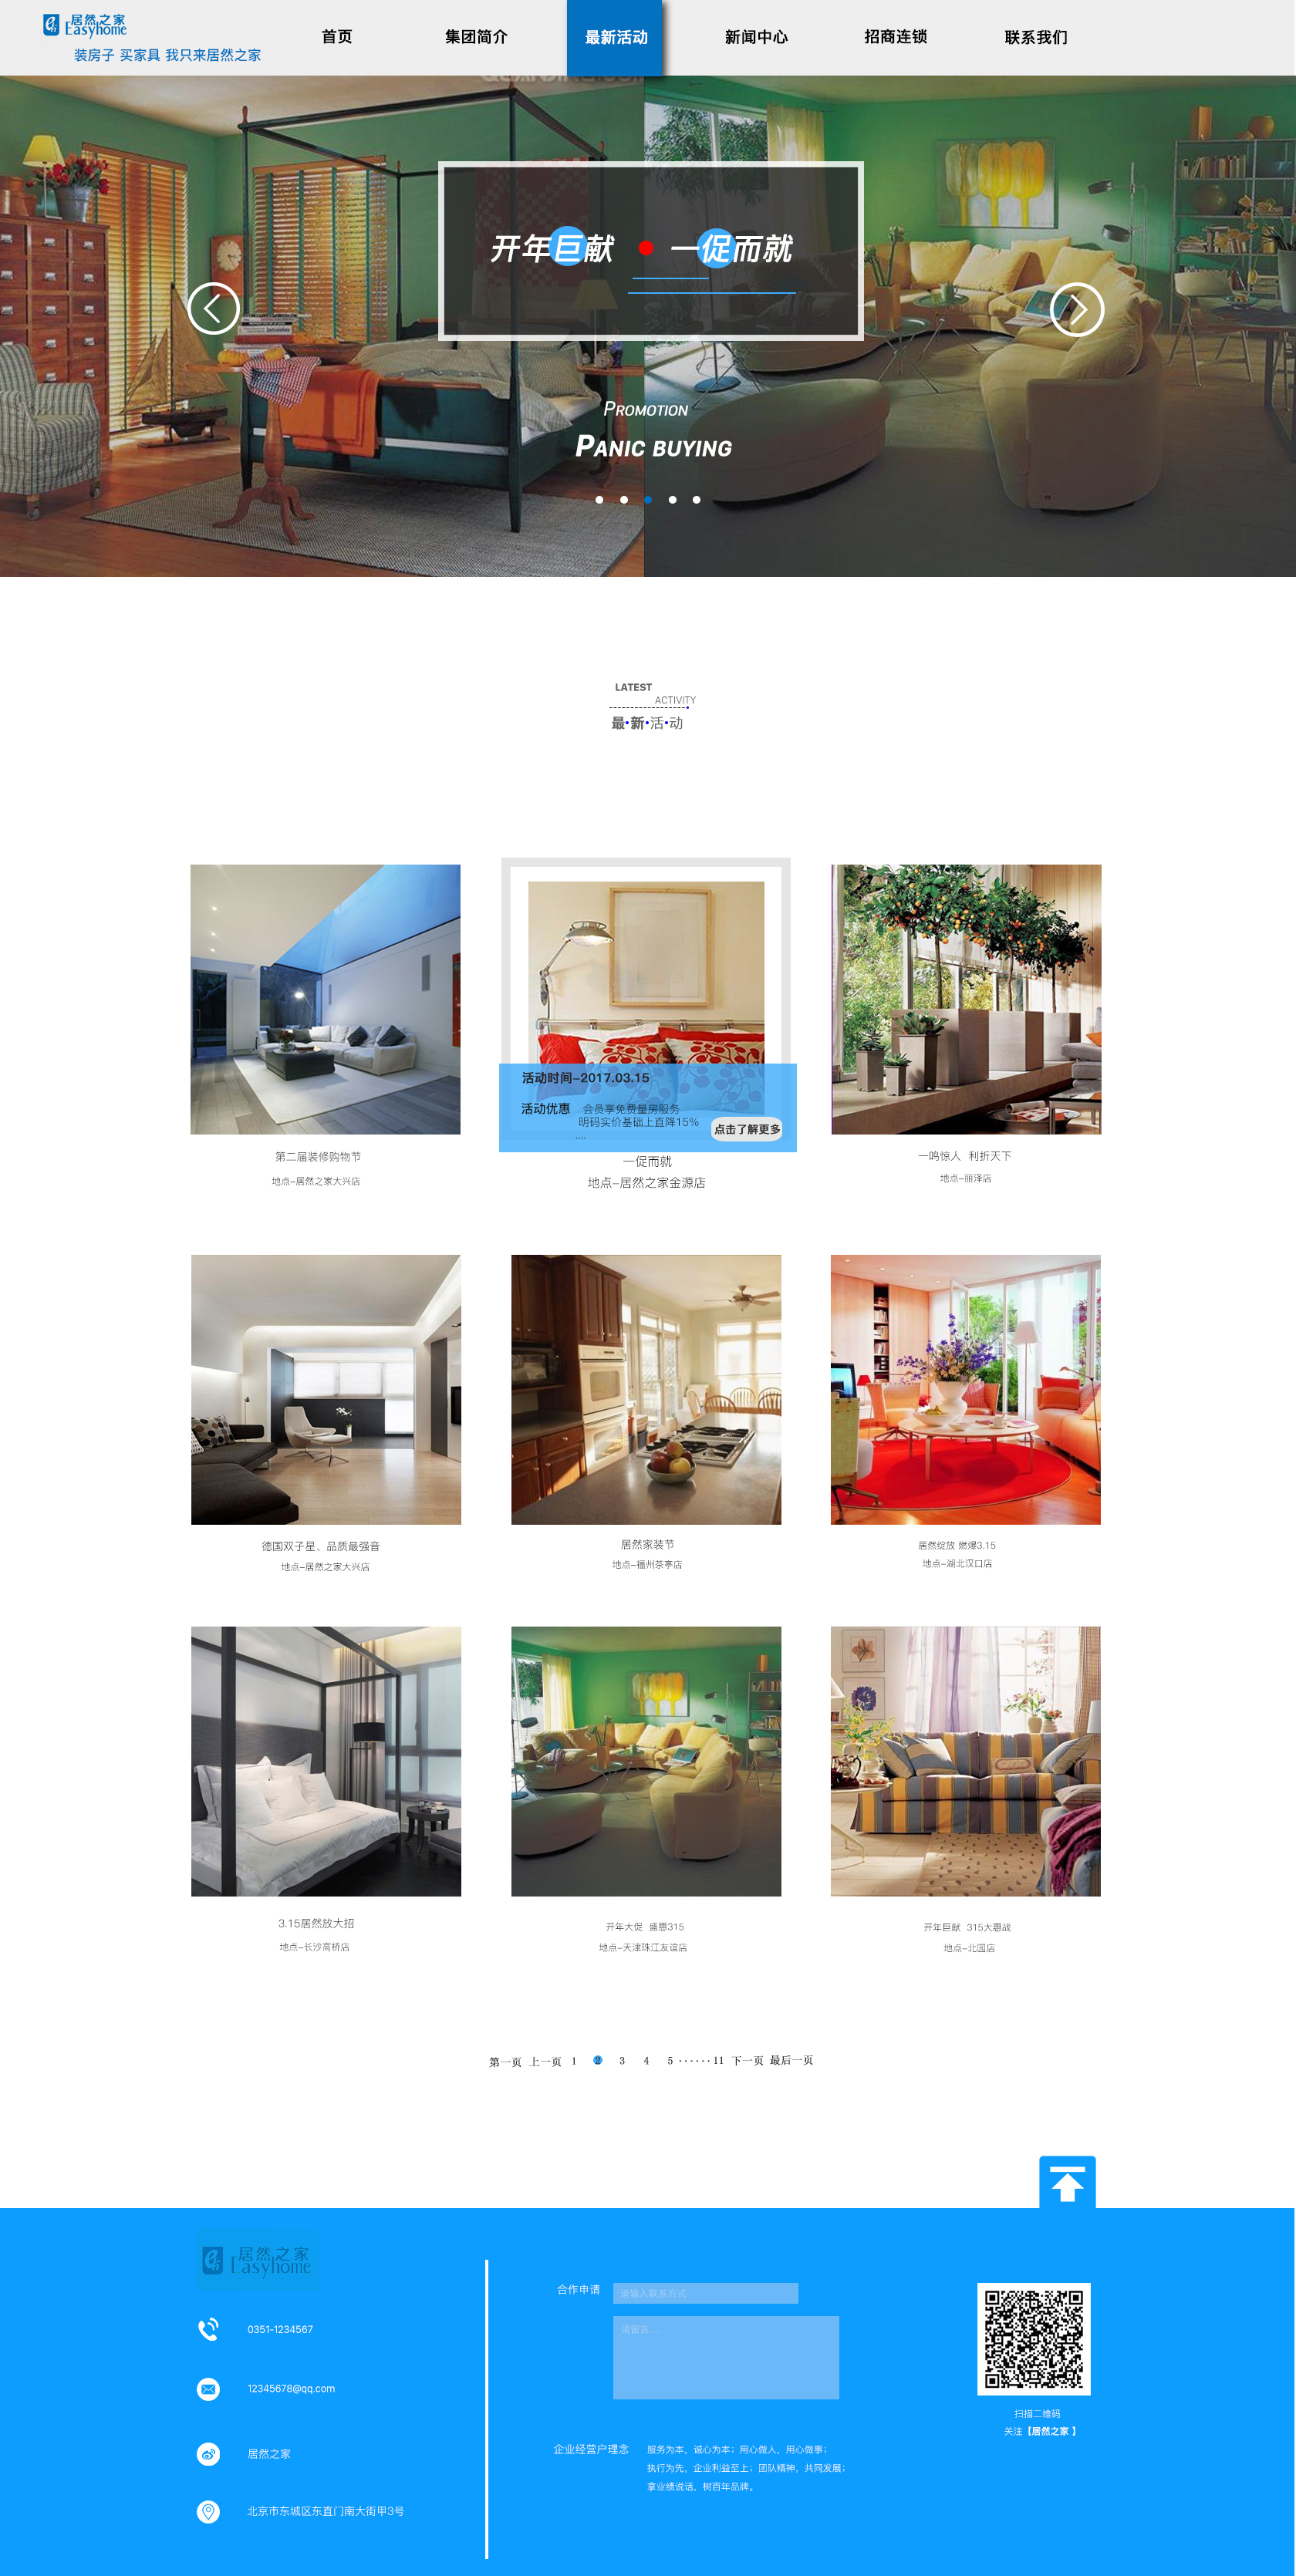 居然之家
Easyhome
装房子 买家具 我只来居然之家
首页
集团简介
最新活动
新闻中心
招商连锁
联系我们
开年巨献 • 一促而就
PROMOTION
PANIC BUYING
LATEST
ACTIVITY
最•新•活•动
活动时间-2017.03.15
活动优惠 会员享免费量房服务
明码实价基础上直降15%
....
点击了解更多
第二届装修购物节
地点-居然之家大兴店
一促而就
地点-居然之家金源店
一鸣惊人 利折天下
地点-丽泽店
德国双子星、品质最强音
地点-居然之家大兴店
居然家装节
地点-福州茶亭店
居然绽放 燃爆3.15
地点-湖北汉口店
3.15居然放大招
地点-长沙高桥店
开年大促 盛惠315
地点-天津珠江友谊店
开年巨献 315大惠战
地点-北园店
第一页 上一页 1 2 3 4 5 ······ 11 下一页 最后一页
居然之家
Easyhome
0351-1234567
12345678@qq.com
居然之家
北京市东城区东直门南大街甲3号
合作申请
请输入联系方式
请留言....
企业经营户理念
服务为本，诚心为本；用心做人，用心做事；
执行为先，企业利益至上；团队精神，共同发展；
拿业绩说话，树百年品牌。
扫描二维码
关注【居然之家 】